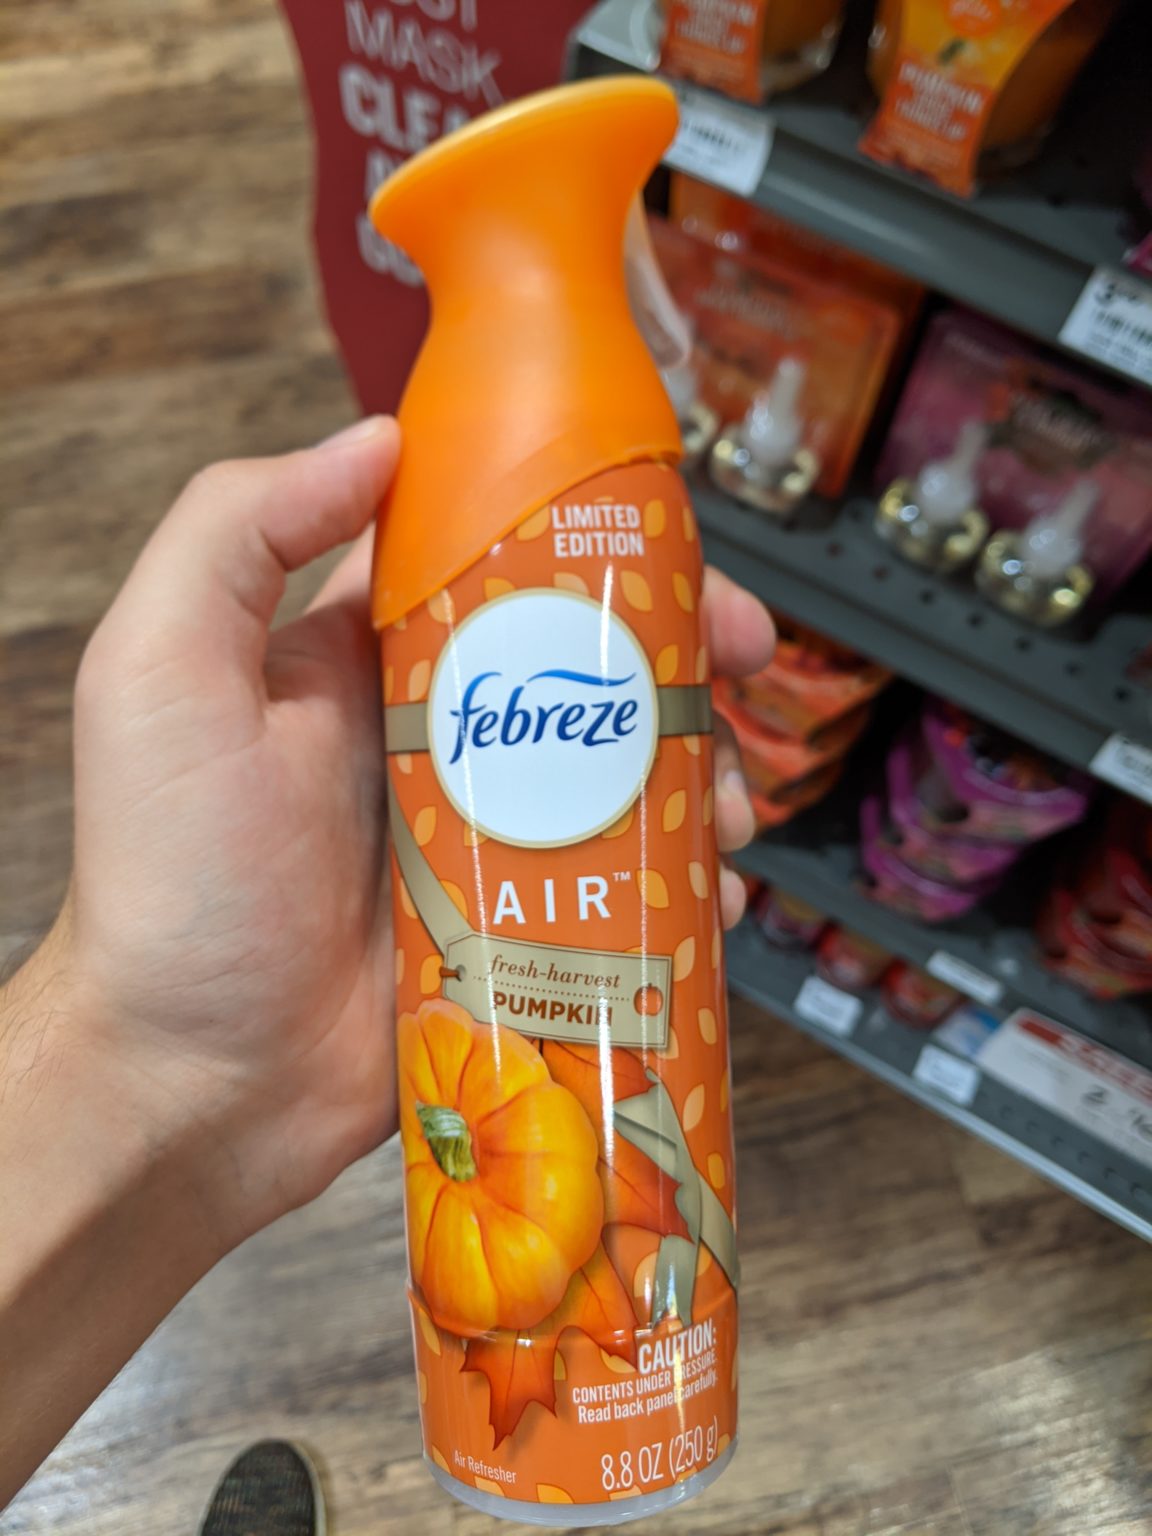 MASK
LIMITED
EDITION
febreze
AIR™
fresh-harvest
PUMPKIN
CAUTION:
CONTENTS UNDER PRESSURE.
Read back panel carefully.
Air Refresher
8.8 OZ (250 g)